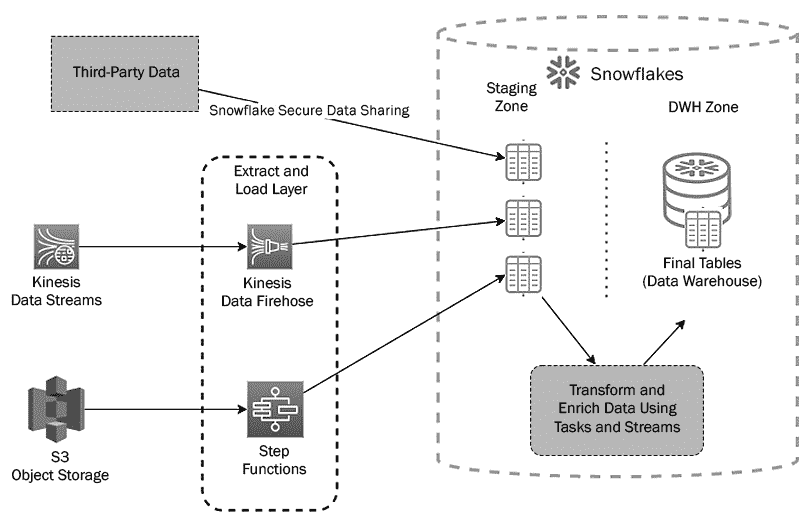 Third-Party Data
Snowflake Secure Data Sharing
Snowflakes
Staging
Zone
DWH Zone
Extract and
Load Layer
Kinesis
Data Streams
Kinesis
Data Firehose
Final Tables
(Data Warehouse)
S3
Object Storage
Step
Functions
Transform and
Enrich Data Using
Tasks and Streams